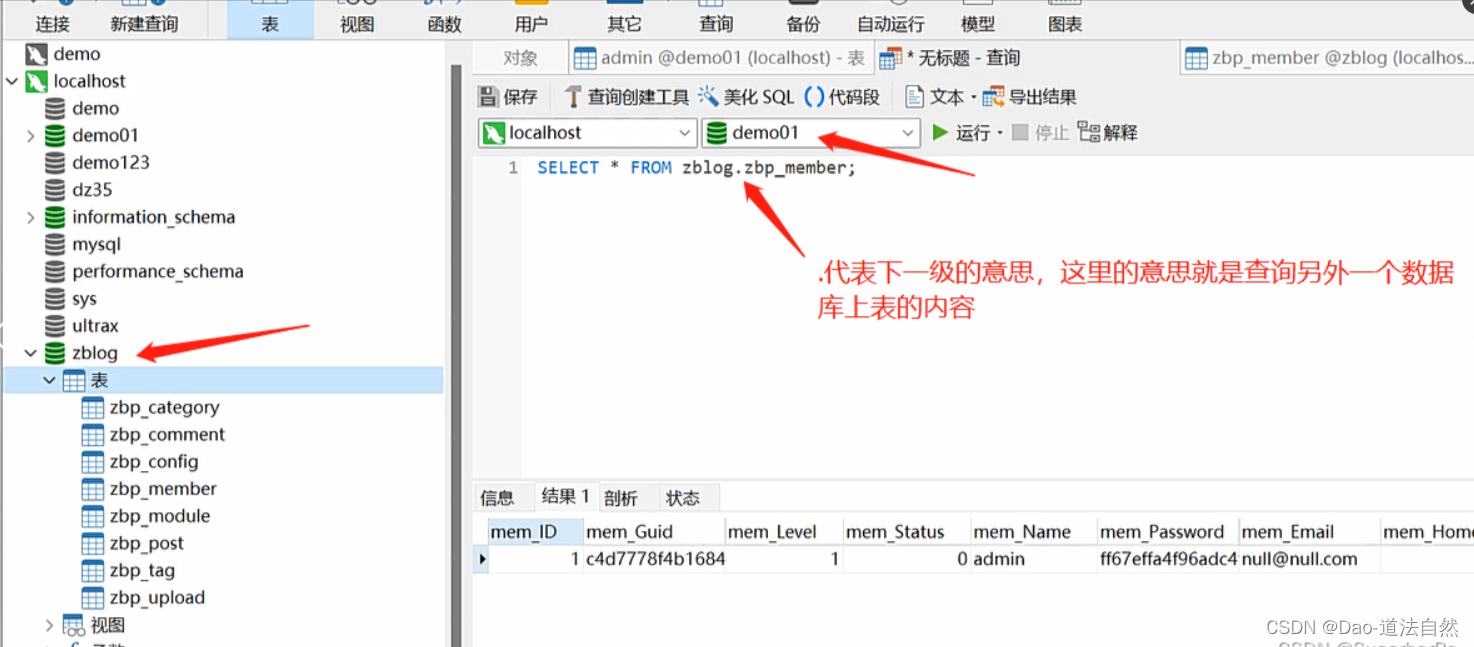 连接 新建查询 表 视图 函数 用户 其它 查询 备份 自动运行 模型 图表
demo
localhost
demo
demo01
demo123
dz35
information_schema
mysql
performance_schema
sys
ultrax
zblog
表
zbp_category
zbp_comment
zbp_config
zbp_member
zbp_module
zbp_post
zbp_tag
zbp_upload
视图
对象 admin @demo01 (localhost) - 表 * 无标题 - 查询 zbp_member @zblog (localhos...
保存 查询创建工具 美化 SQL () 代码段 文本 导出结果
localhost demo01 运行 停止 解释
1 SELECT * FROM zblog.zbp_member;
.代表下一级的意思，这里的意思就是查询另外一个数据
库上表的内容
信息 结果 1 剖析 状态
mem_ID mem_Guid mem_Level mem_Status mem_Name mem_Password mem_Email mem_Home
1 c4d7778f4b1684 1 0 admin ff67effa4f96adc4 null@null.com
CSDN @Dao-道法自然